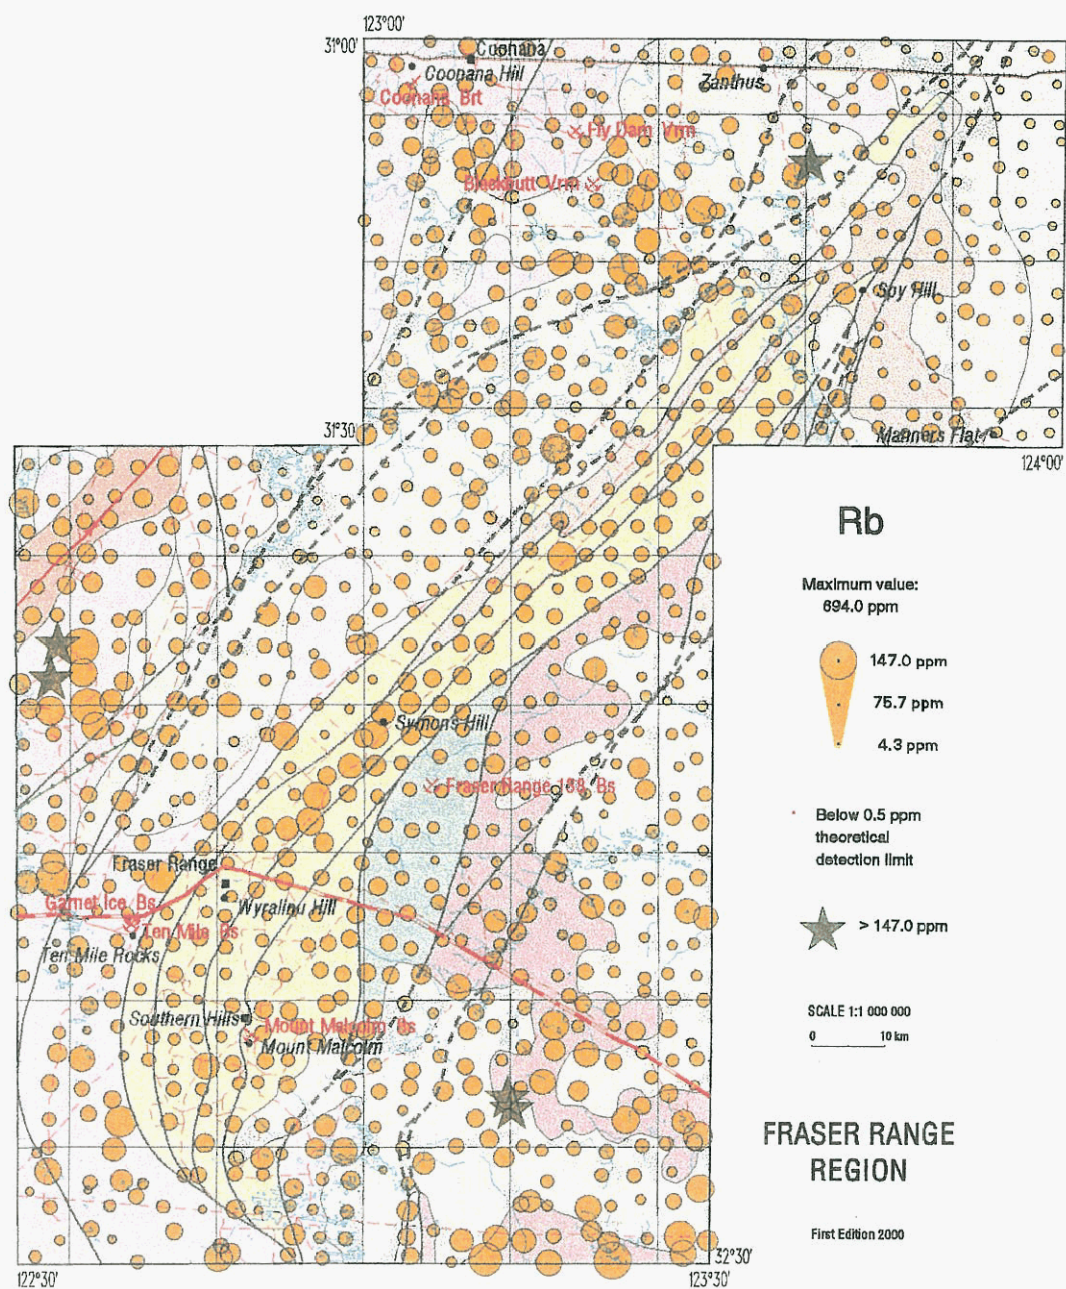 123°00'
31°00'
Coonana
Coonana Hill
Zanthus
Coonana Brt
Fly Dam Vrm
Blackbutt Vrm
Spy Hill
31°30'
Manners Flat
124°00'
Rb
Maximum value:
694.0 ppm
147.0 ppm
75.7 ppm
4.3 ppm
Symons Hill
Fraser Range 188 Bs
Below 0.5 ppm
theoretical
detection limit
Fraser Range
Garnet Ice Bs
Wyralinu Hill
Ten Mile Bs
Ten Mile Rocks
> 147.0 ppm
Southern Hills
Mount Malcolm Bs
Mount Malcolm
SCALE 1:1 000 000
0 10 km
FRASER RANGE
REGION
First Edition 2000
32°30'
122°30'
123°30'